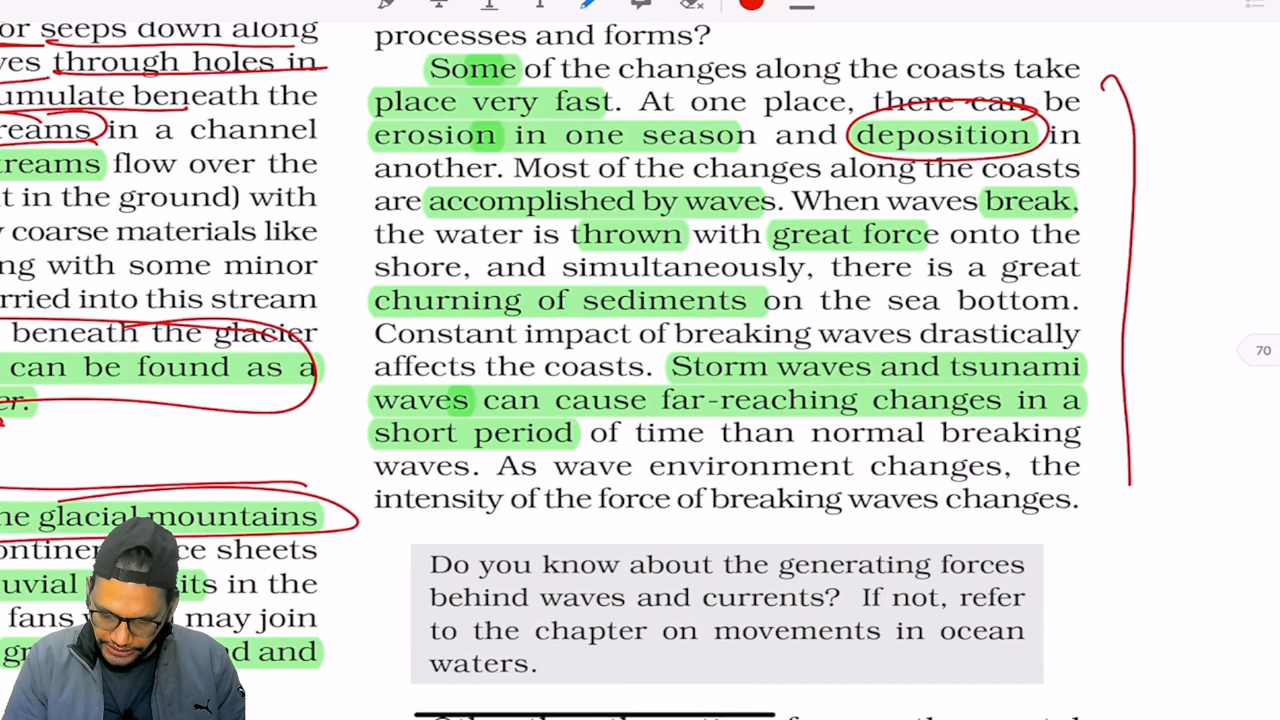 or seeps down along
ves through holes in
umulate beneath the
reams in in a channel
streams flow over the
t in the ground) with
y coarse materials like
ng with some minor
rried into this stream
beneath the glacier
can be found as a
er.
he glacial mountains
ontinen ce sheets
uvial its in the
fans may join
gr d and
processes and forms?
Some of the changes along the coasts take
place very fast. At one place, there can be
erosion in one season and deposition in
another. Most of the changes along the coasts
are accomplished by waves. When waves break,
the water is thrown with great force onto the
shore, and simultaneously, there is a great
churning of sediments on the sea bottom.
Constant impact of breaking waves drastically
affects the coasts. Storm waves and tsunami
waves can cause far-reaching changes in a
short period of time than normal breaking
waves. As wave environment changes, the
intensity of the force of breaking waves changes.
Do you know about the generating forces
behind waves and currents? If not, refer
to the chapter on movements in ocean
waters.
70